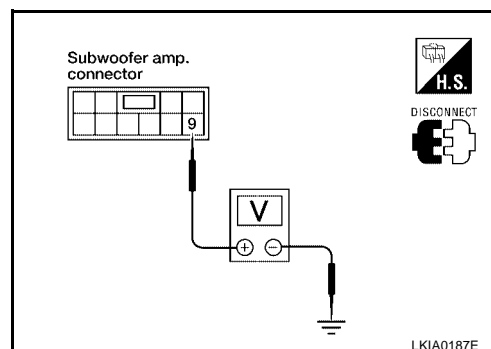 Subwoofer amp.
connector
H.S.
DISCONNECT
9
V
+ −
LKIA0187E